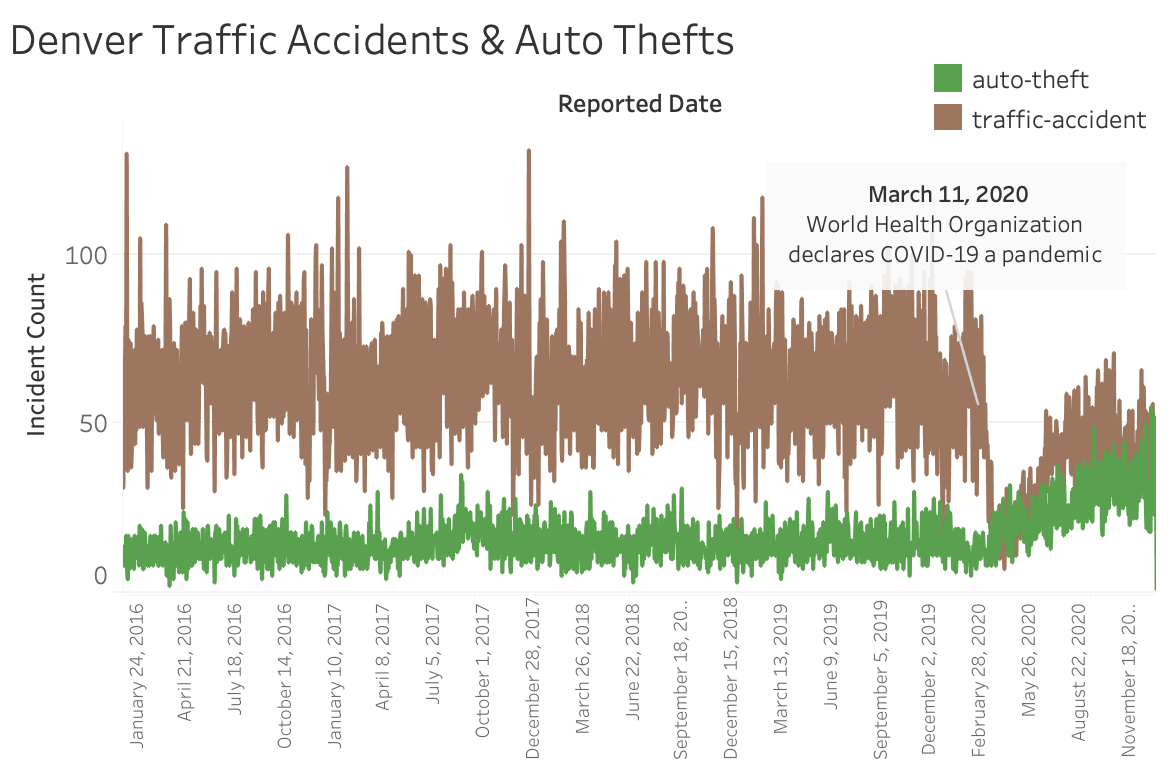 Denver Traffic Accidents & Auto Thefts
auto-theft
traffic-accident
Reported Date
March 11, 2020
World Health Organization
declares COVID-19 a pandemic
Incident Count
100
50
0
January 24, 2016
April 21, 2016
July 18, 2016
October 14, 2016
January 10, 2017
April 8, 2017
July 5, 2017
October 1, 2017
December 28, 2017
March 26, 2018
June 22, 2018
September 18, 20..
December 15, 2018
March 13, 2019
June 9, 2019
September 5, 2019
December 2, 2019
February 28, 2020
May 26, 2020
August 22, 2020
November 18, 20..